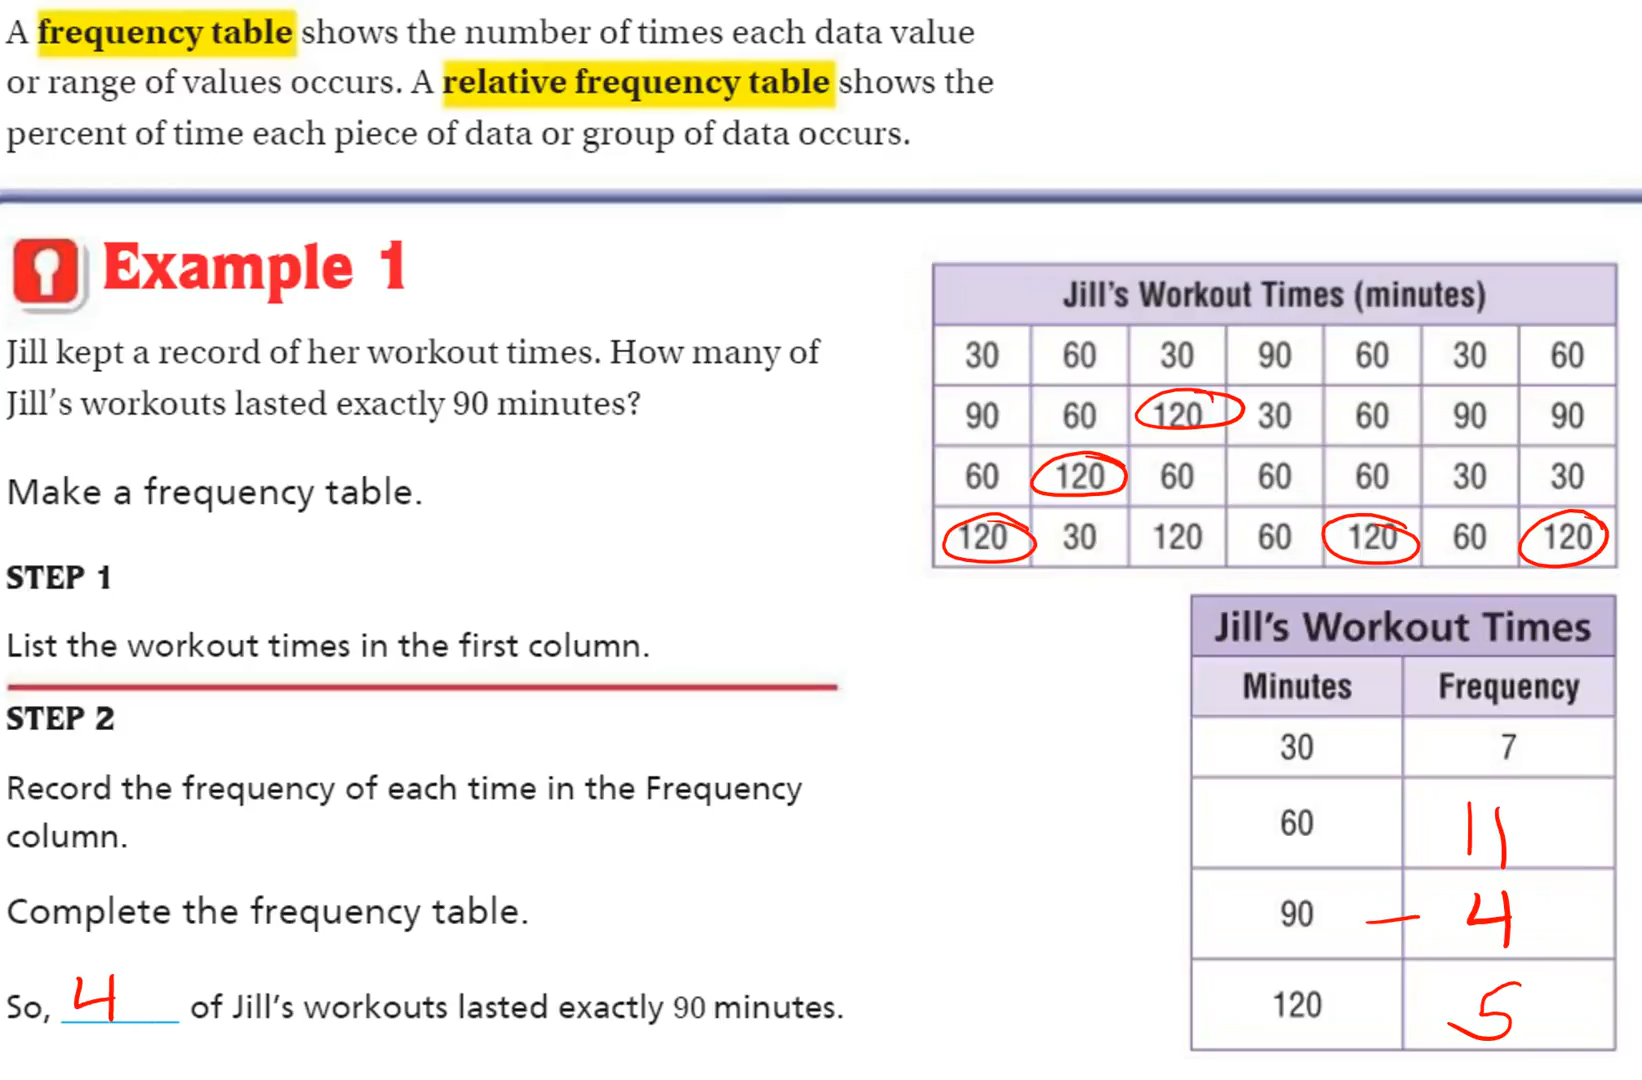 A frequency table shows the number of times each data value
or range of values occurs. A relative frequency table shows the
percent of time each piece of data or group of data occurs.
Example 1
Jill kept a record of her workout times. How many of
Jill's workouts lasted exactly 90 minutes?
Make a frequency table.
STEP 1
List the workout times in the first column.
STEP 2
Record the frequency of each time in the Frequency
column.
Complete the frequency table.
So, 4 of Jill's workouts lasted exactly 90 minutes.
Jill's Workout Times (minutes)
30 60 30 90 60 30 60
90 60 120 30 60 90 90
60 120 60 60 60 30 30
120 30 120 60 120 60 120
Jill's Workout Times
Minutes Frequency
30 7
60 11
90 – 4
120 5